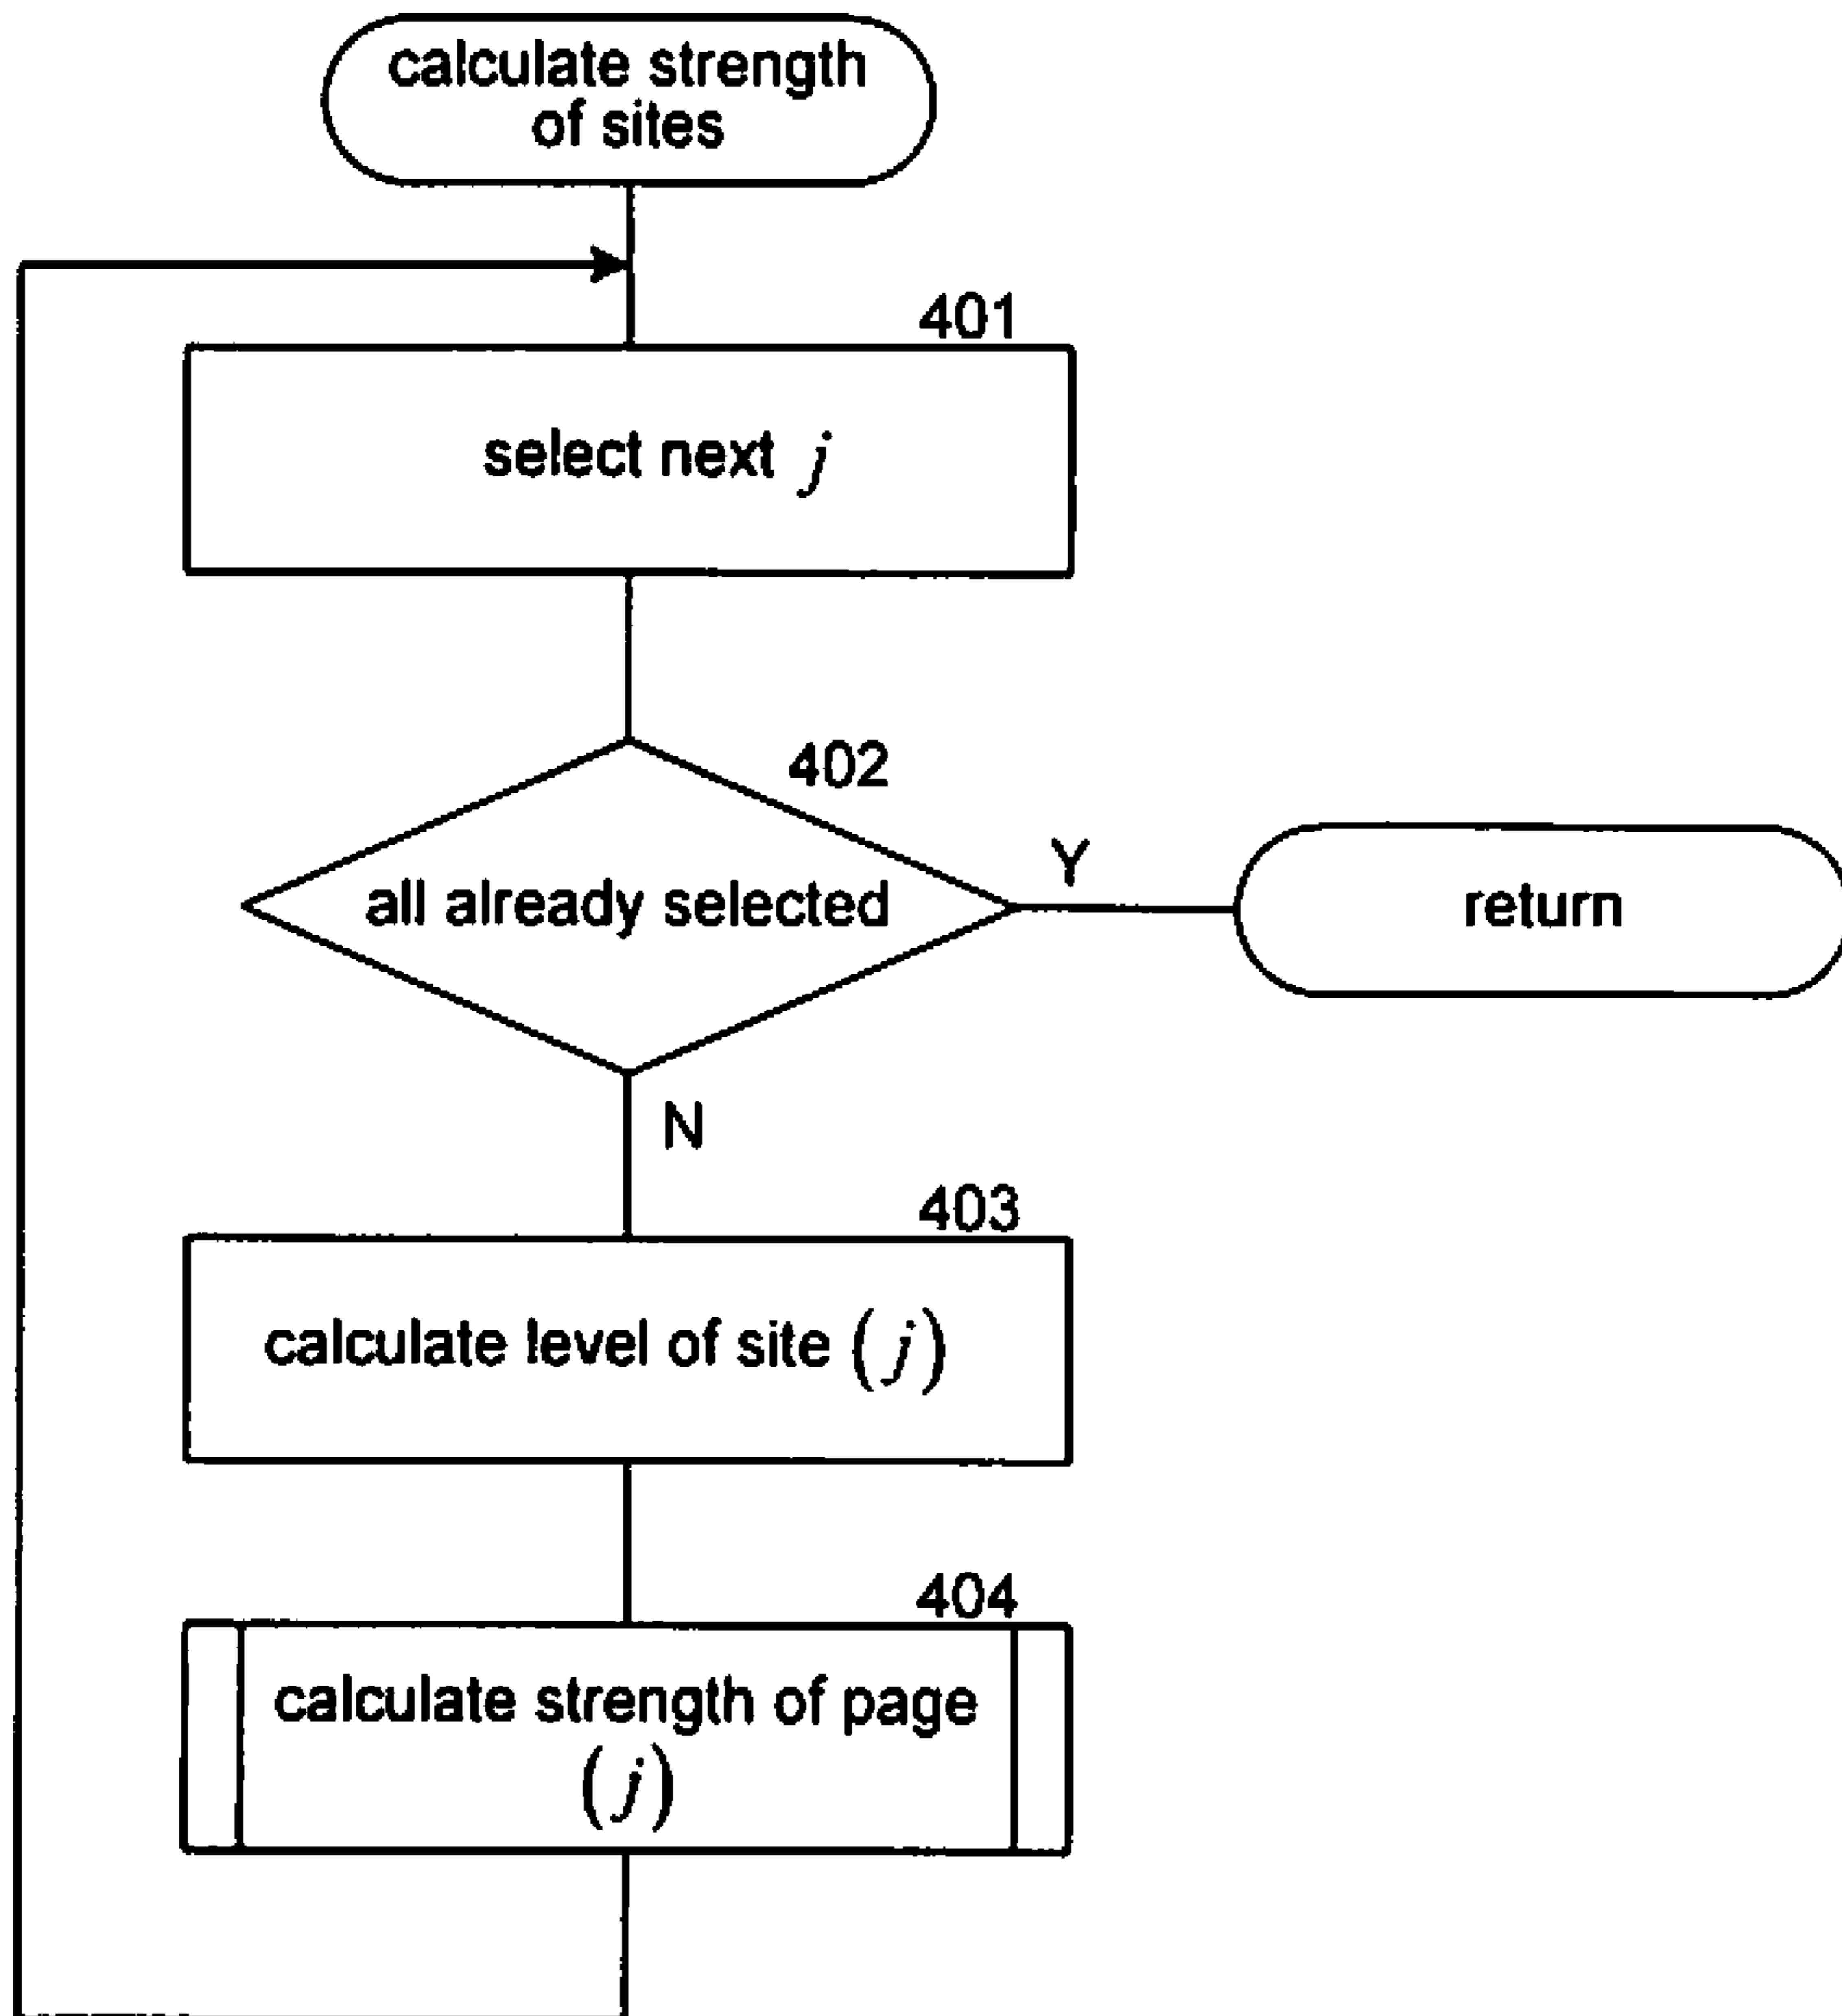 calculate strength
of sites
401
select next j
402
all already selected
Y
return
N
403
calculate level of site (j)
404
calculate strength of page
(j)